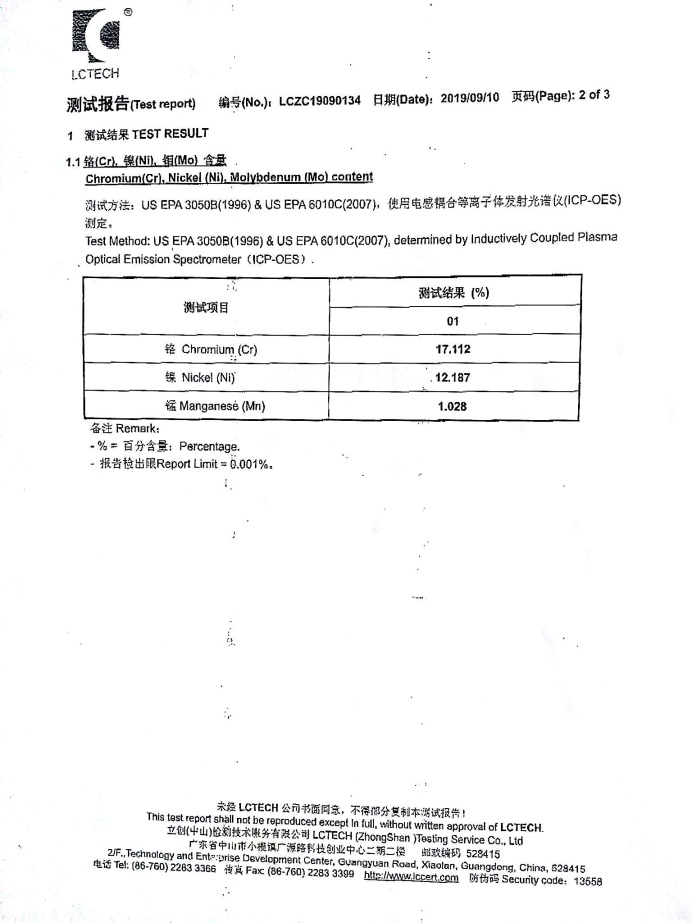 ®
LCTECH
测试报告(Test report) 编号(No.): LCZC19090134 日期(Date): 2019/09/10 页码(Page): 2 of 3
1 测试结果 TEST RESULT
1.1 铬(Cr), 镍(Ni), 钼(Mo) 含量
Chromium(Cr), Nickel (Ni), Molybdenum (Mo) content
测试方法: US EPA 3050B(1996) & US EPA 6010C(2007), 使用电感耦合等离子体发射光谱仪(ICP-OES)
测定。
Test Method: US EPA 3050B(1996) & US EPA 6010C(2007), determined by Inductively Coupled Plasma
Optical Emission Spectrometer (ICP-OES) .
测试项目
测试结果 (%)
01
铬 Chromium (Cr) 17.112
镍 Nickel (Ni) 12.187
锰 Manganese (Mn) 1.028
备注 Remark:
- % = 百分含量: Percentage.
- 报告检出限Report Limit = 0.001%。
未经 LCTECH 公司书面同意，不得部分复制本测试报告!
This test report shall not be reproduced except in full, without written approval of LCTECH.
立创(中山)检测技术服务有限公司 LCTECH (ZhongShan )Testing Service Co., Ltd
广东省中山市小榄镇广源路科技创业中心二期二楼 邮政编码 528415
2/F.,Technology and Enterprise Development Center, Guangyuan Road, Xiaolan, Guangdong, China, 528415
电话 Tel: (86-760) 2283 3366 传真 Fax: (86-760) 2283 3399 http://www.lccert.com 防伪码 Security code: 13558